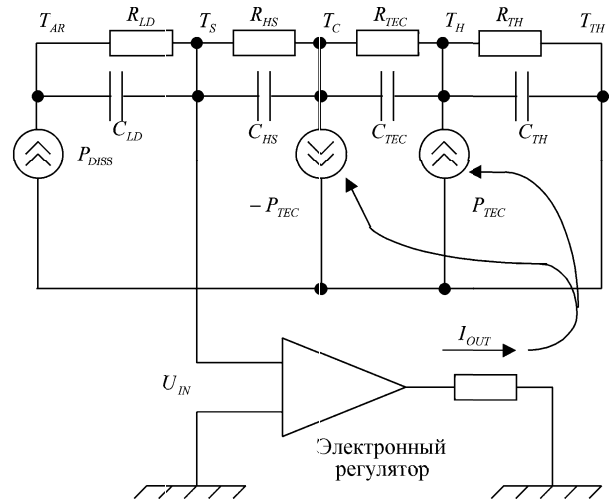 T_AR R_LD T_S R_HS T_C R_TEC T_H R_TH T_TH
C_LD C_HS C_TEC C_TH
P_DISS
− P_TEC P_TEC
I_OUT
U_IN
Электронный
регулятор